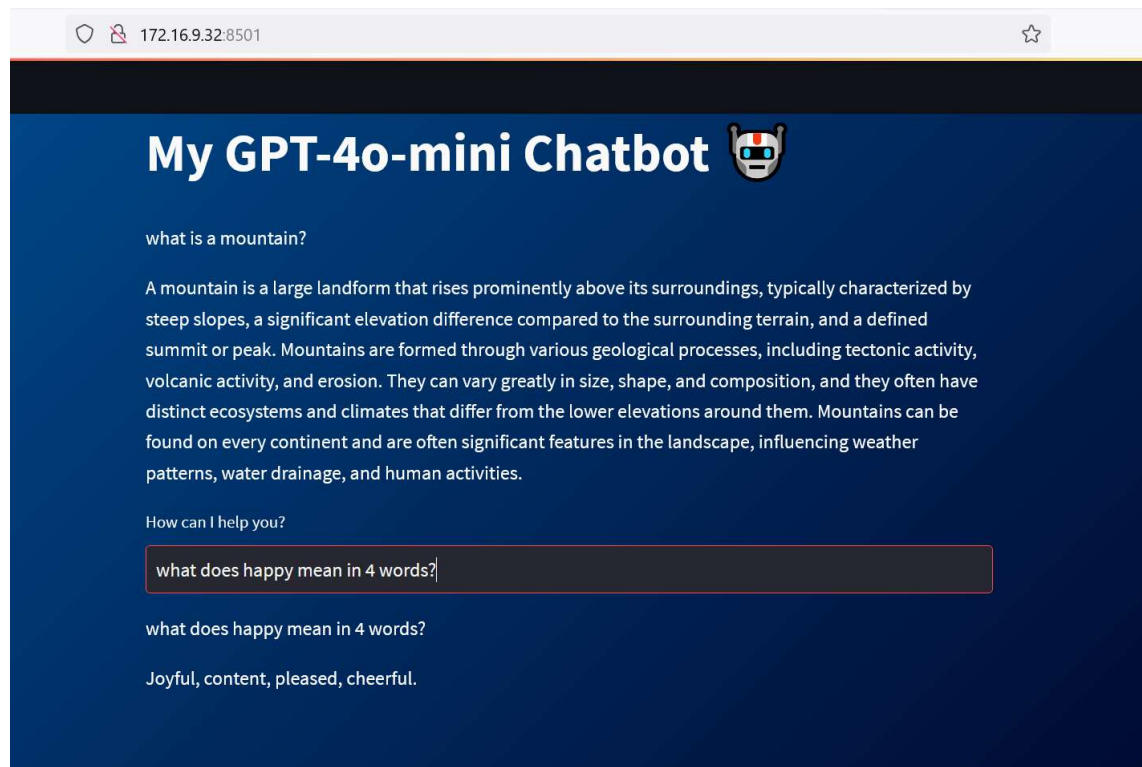 172.16.9.32:8501
My GPT-4o-mini Chatbot
what is a mountain?
A mountain is a large landform that rises prominently above its surroundings, typically characterized by
steep slopes, a significant elevation difference compared to the surrounding terrain, and a defined
summit or peak. Mountains are formed through various geological processes, including tectonic activity,
volcanic activity, and erosion. They can vary greatly in size, shape, and composition, and they often have
distinct ecosystems and climates that differ from the lower elevations around them. Mountains can be
found on every continent and are often significant features in the landscape, influencing weather
patterns, water drainage, and human activities.
How can I help you?
what does happy mean in 4 words?
what does happy mean in 4 words?
Joyful, content, pleased, cheerful.